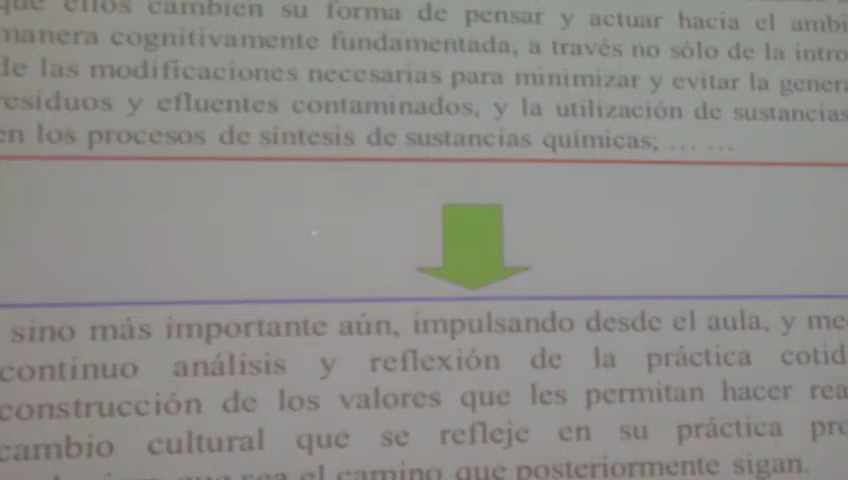 que ellos cambien su forma de pensar y actuar hacia el ambi
manera cognitivamente fundamentada, a través no sólo de la intro
de las modificaciones necesarias para minimizar y evitar la genera
residuos y efluentes contaminados, y la utilización de sustancias
en los procesos de síntesis de sustancias químicas; ... ...
sino más importante aún, impulsando desde el aula, y me
continuo análisis y reflexión de la práctica cotid
construcción de los valores que les permitan hacer rea
cambio cultural que se refleje en su práctica pro
que sea el camino que posteriormente sigan.